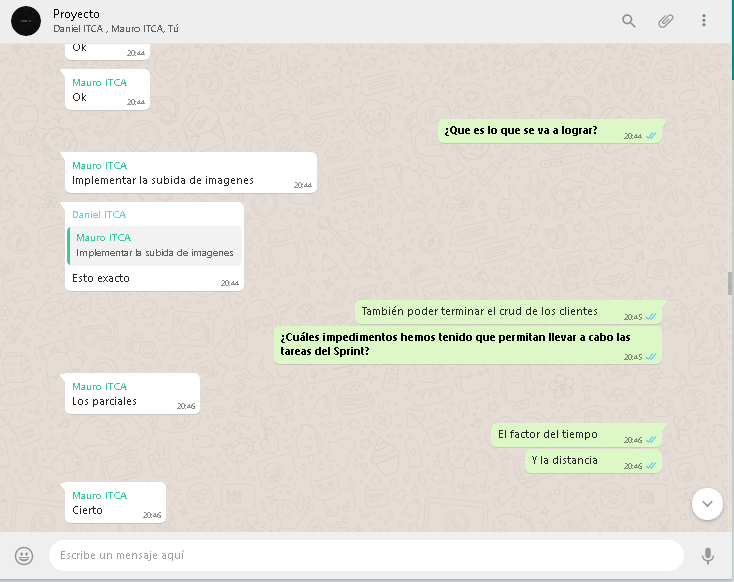 Proyecto
Daniel ITCA , Mauro ITCA, Tú
Ok
20:44
Mauro ITCA
Ok
20:44
¿Que es lo que se va a lograr?
20:44
Mauro ITCA
Implementar la subida de imagenes
20:44
Daniel ITCA
Mauro ITCA
Implementar la subida de imagenes
Esto exacto
20:44
También poder terminar el crud de los clientes
20:45
¿Cuáles impedimentos hemos tenido que permitan llevar a cabo las
tareas del Sprint?
20:45
Mauro ITCA
Los parciales
20:46
El factor del tiempo
20:46
Y la distancia
20:46
Mauro ITCA
Cierto
20:46
Escribe un mensaje aquí